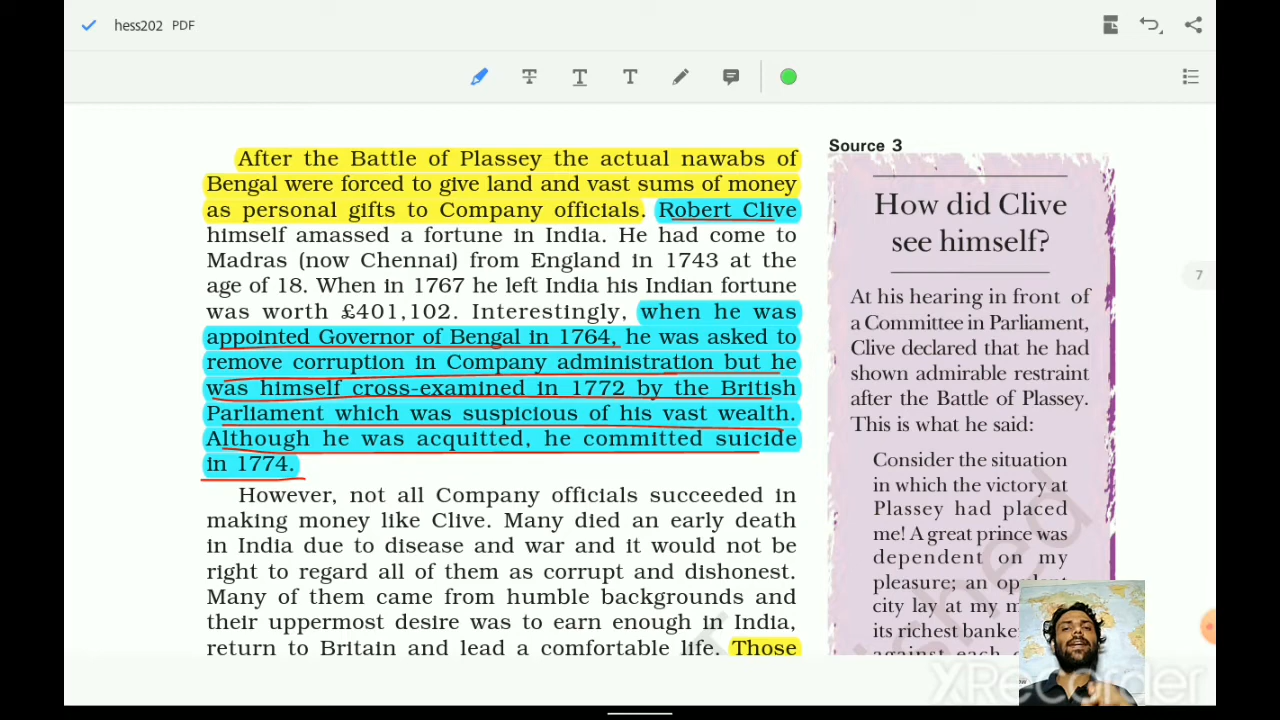 hess202 PDF
After the Battle of Plassey the actual nawabs of
Bengal were forced to give land and vast sums of money
as personal gifts to Company officials. Robert Clive
himself amassed a fortune in India. He had come to
Madras (now Chennai) from England in 1743 at the
age of 18. When in 1767 he left India his Indian fortune
was worth £401,102. Interestingly, when he was
appointed Governor of Bengal in 1764, he was asked to
remove corruption in Company administration but he
was himself cross-examined in 1772 by the British
Parliament which was suspicious of his vast wealth.
Although he was acquitted, he committed suicide
in 1774.
However, not all Company officials succeeded in
making money like Clive. Many died an early death
in India due to disease and war and it would not be
right to regard all of them as corrupt and dishonest.
Many of them came from humble backgrounds and
their uppermost desire was to earn enough in India,
return to Britain and lead a comfortable life. Those
Source 3
How did Clive
see himself?
At his hearing in front of
a Committee in Parliament,
Clive declared that he had
shown admirable restraint
after the Battle of Plassey.
This is what he said:
Consider the situation
in which the victory at
Plassey had placed
me! A great prince was
dependent on my
pleasure; an
city lay at my
its richest
against each
7
XRecorder